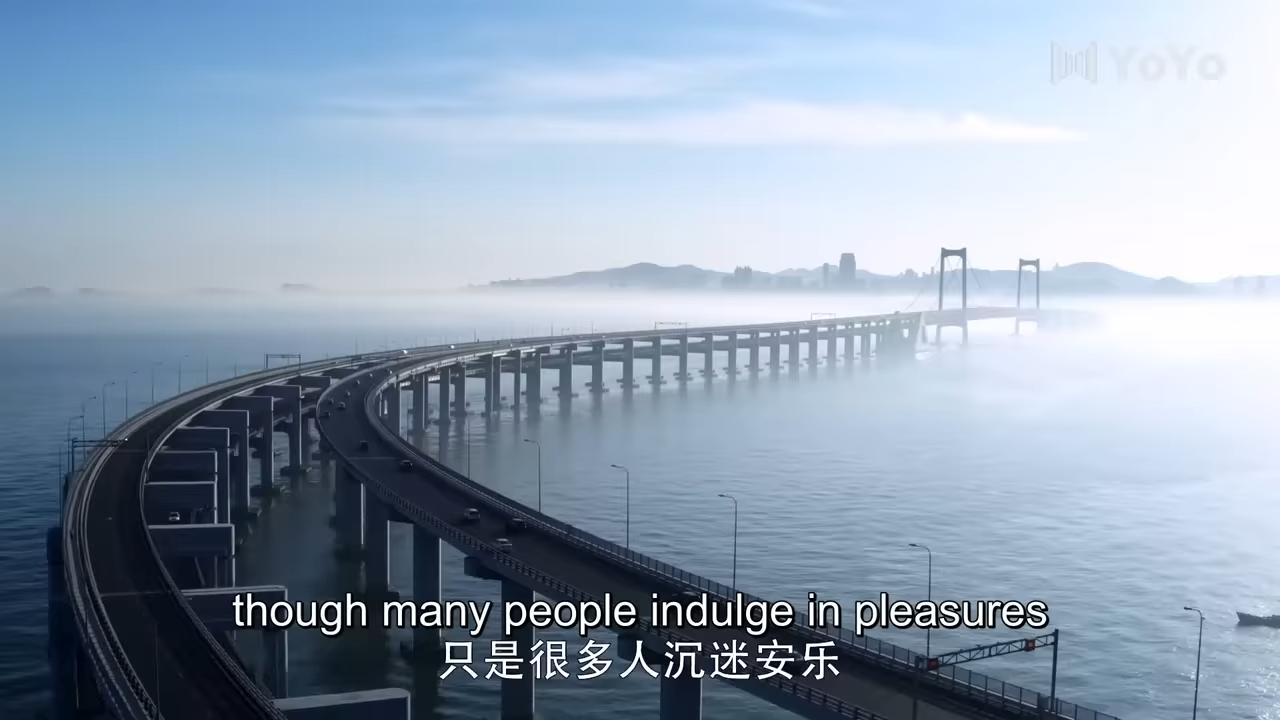 YoYo
though many people indulge in pleasures
只是很多人沉迷安乐